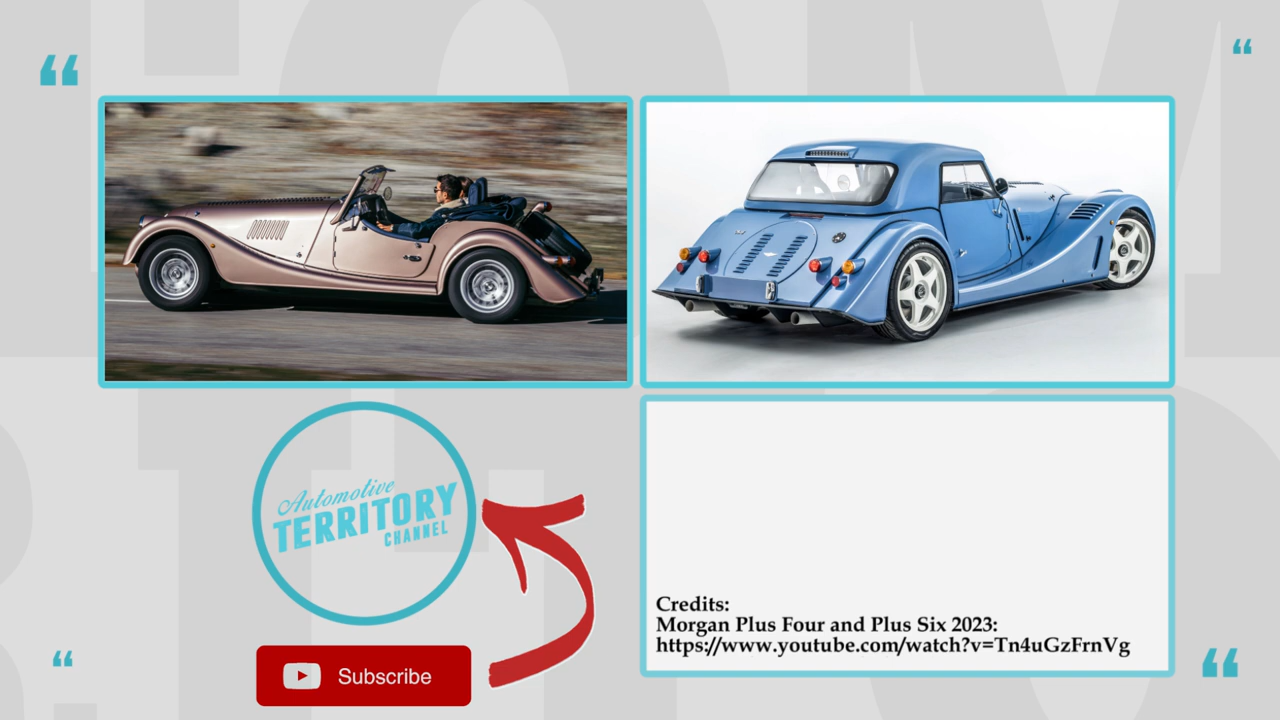 Automotive
TERRITORY
CHANNEL
Subscribe
Credits:
Morgan Plus Four and Plus Six 2023:
https://www.youtube.com/watch?v=Tn4uGzFrnVg